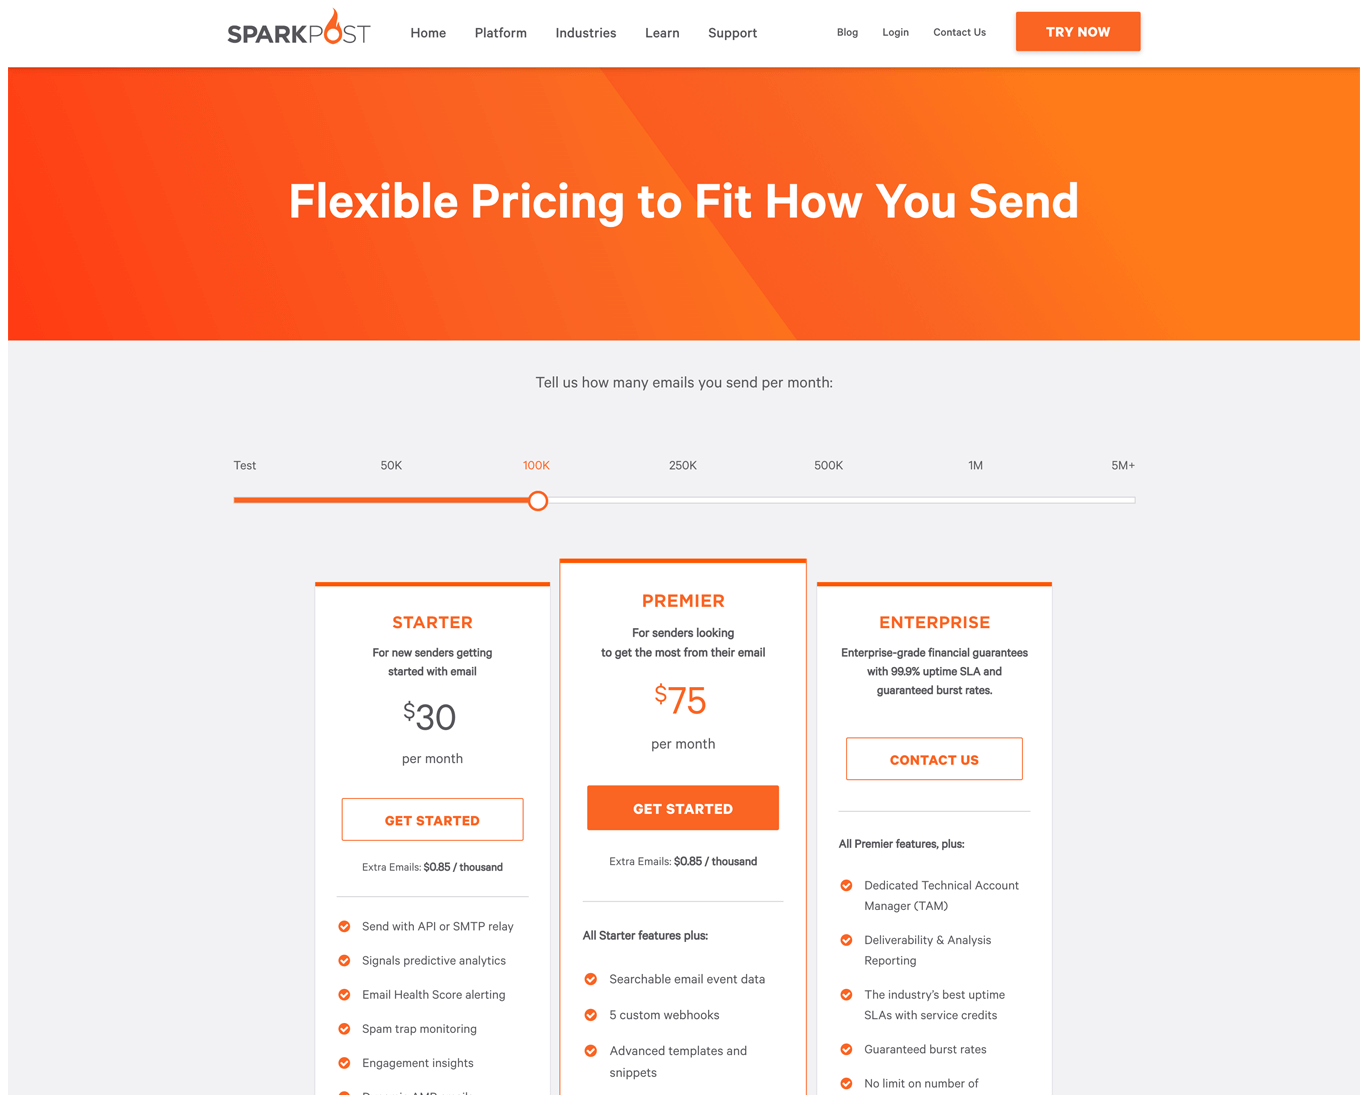 SPARKPOST
Home
Platform
Industries
Learn
Support
Blog
Login
Contact Us
TRY NOW
Flexible Pricing to Fit How You Send
Tell us how many emails you send per month:
Test
50K
100K
250K
500K
1M
5M+
STARTER
For new senders getting
started with email
$30
per month
GET STARTED
Extra Emails: $0.85 / thousand
Send with API or SMTP relay
Signals predictive analytics
Email Health Score alerting
Spam trap monitoring
Engagement insights
PREMIER
For senders looking
to get the most from their email
$75
per month
GET STARTED
Extra Emails: $0.85 / thousand
All Starter features plus:
Searchable email event data
5 custom webhooks
Advanced templates and
snippets
ENTERPRISE
Enterprise-grade financial guarantees
with 99.9% uptime SLA and
guaranteed burst rates.
CONTACT US
All Premier features, plus:
Dedicated Technical Account
Manager (TAM)
Deliverability & Analysis
Reporting
The industry's best uptime
SLAs with service credits
Guaranteed burst rates
No limit on number of